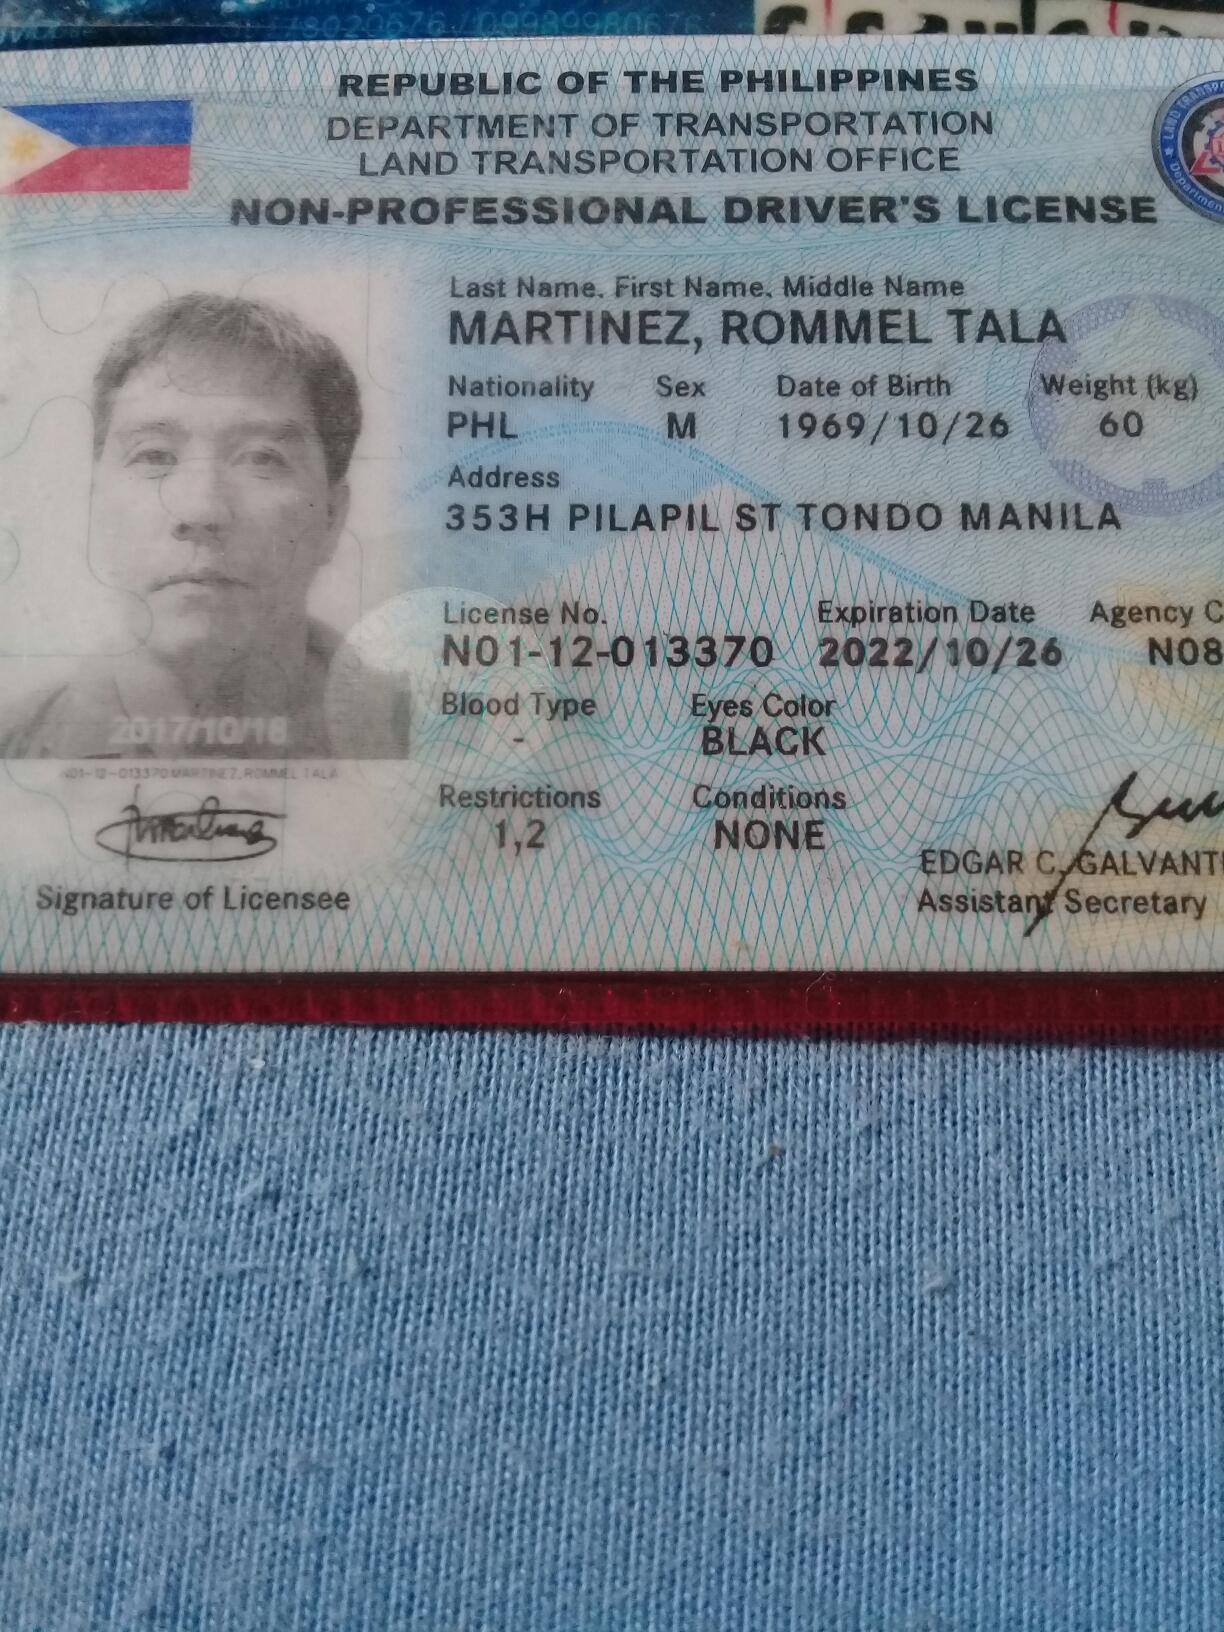 78020676 / 09989980676
REPUBLIC OF THE PHILIPPINES
DEPARTMENT OF TRANSPORTATION
LAND TRANSPORTATION OFFICE
NON-PROFESSIONAL DRIVER'S LICENSE
Last Name, First Name, Middle Name
MARTINEZ, ROMMEL TALA
Nationality Sex Date of Birth Weight (kg)
PHL M 1969/10/26 60
Address
353H PILAPIL ST TONDO MANILA
License No. Expiration Date Agency C
N01-12-013370 2022/10/26 N08
Blood Type Eyes Color
- BLACK
Restrictions Conditions
1,2 NONE
2017/10/16
N01-12-013370 MARTINEZ, ROMMEL TALA
Signature of Licensee
EDGAR C. GALVANT
Assistant Secretary